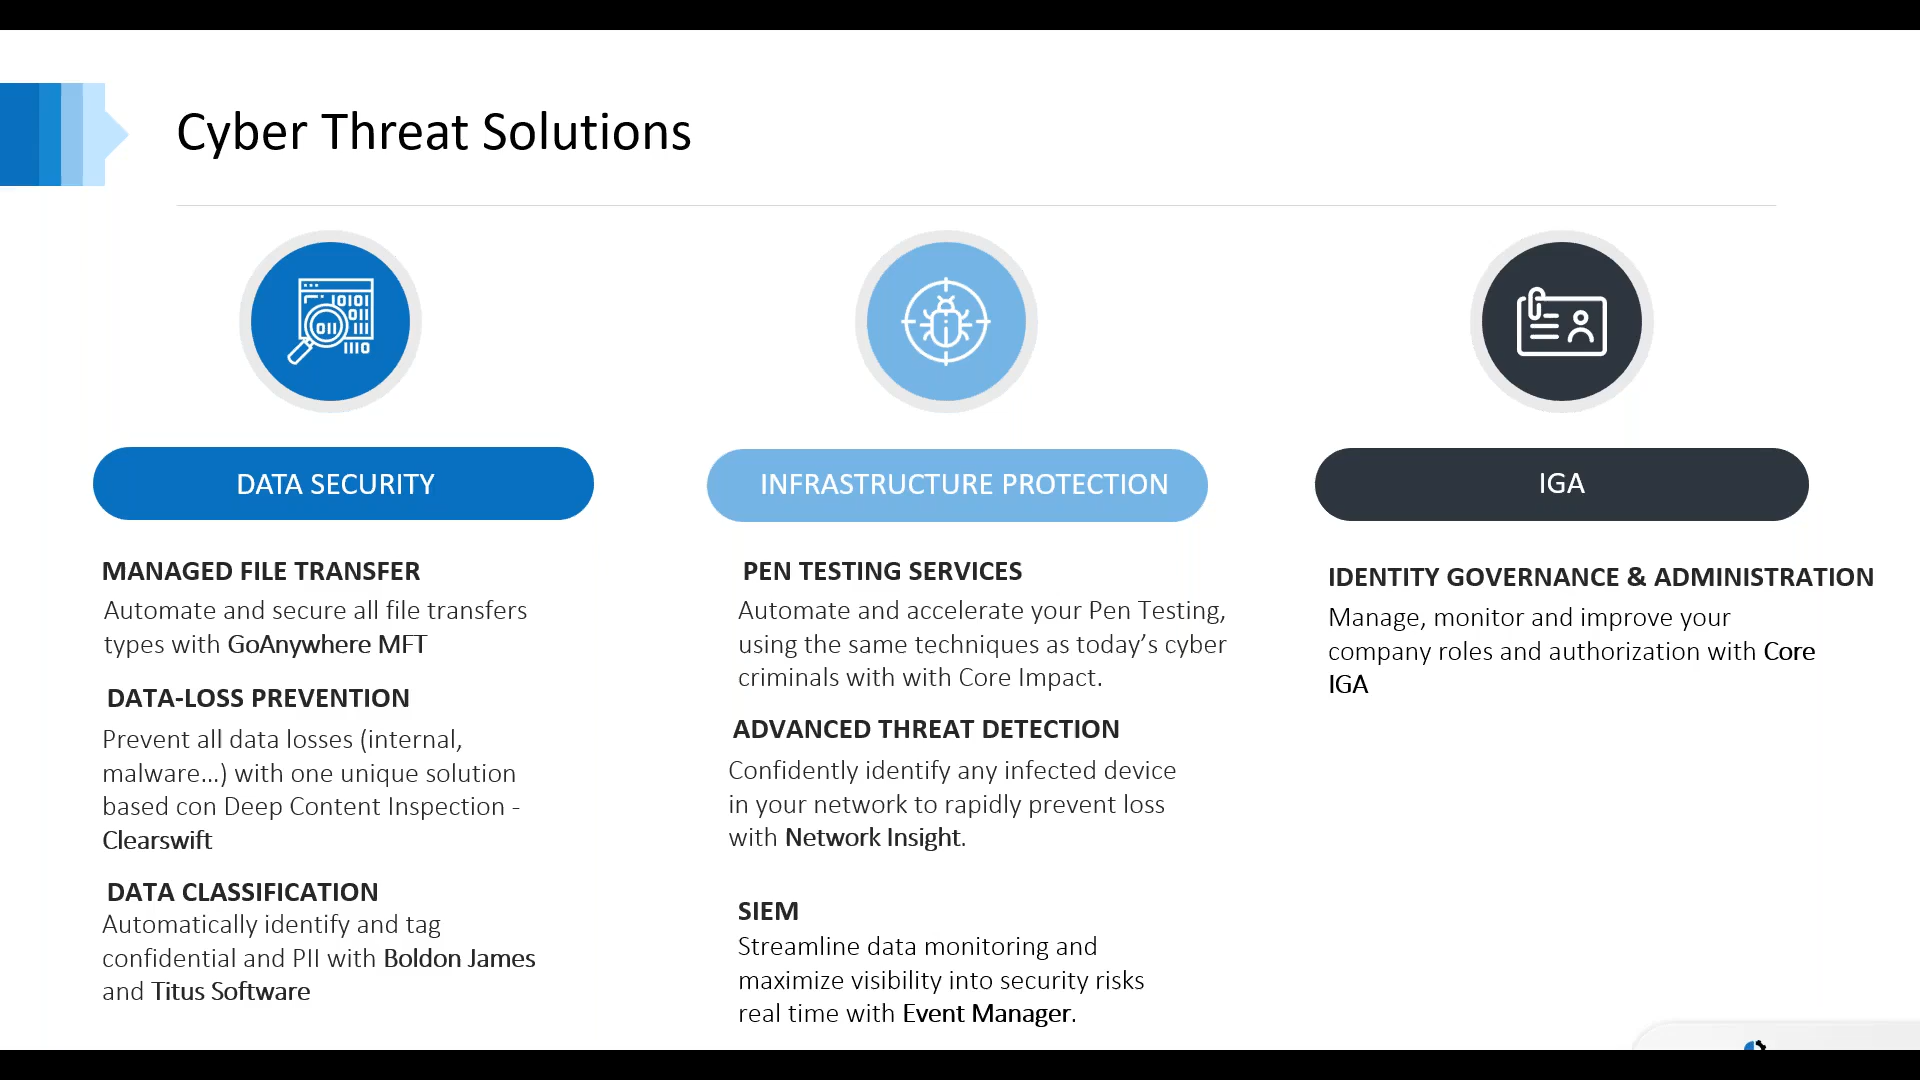 Cyber Threat Solutions
DATA SECURITY
MANAGED FILE TRANSFER
Automate and secure all file transfers
types with GoAnywhere MFT
DATA-LOSS PREVENTION
Prevent all data losses (internal,
malware...) with one unique solution
based con Deep Content Inspection -
Clearswift
DATA CLASSIFICATION
Automatically identify and tag
confidential and PII with Boldon James
and Titus Software
INFRASTRUCTURE PROTECTION
PEN TESTING SERVICES
Automate and accelerate your Pen Testing,
using the same techniques as today’s cyber
criminals with with Core Impact.
ADVANCED THREAT DETECTION
Confidently identify any infected device
in your network to rapidly prevent loss
with Network Insight.
SIEM
Streamline data monitoring and
maximize visibility into security risks
real time with Event Manager.
IGA
IDENTITY GOVERNANCE & ADMINISTRATION
Manage, monitor and improve your
company roles and authorization with Core
IGA